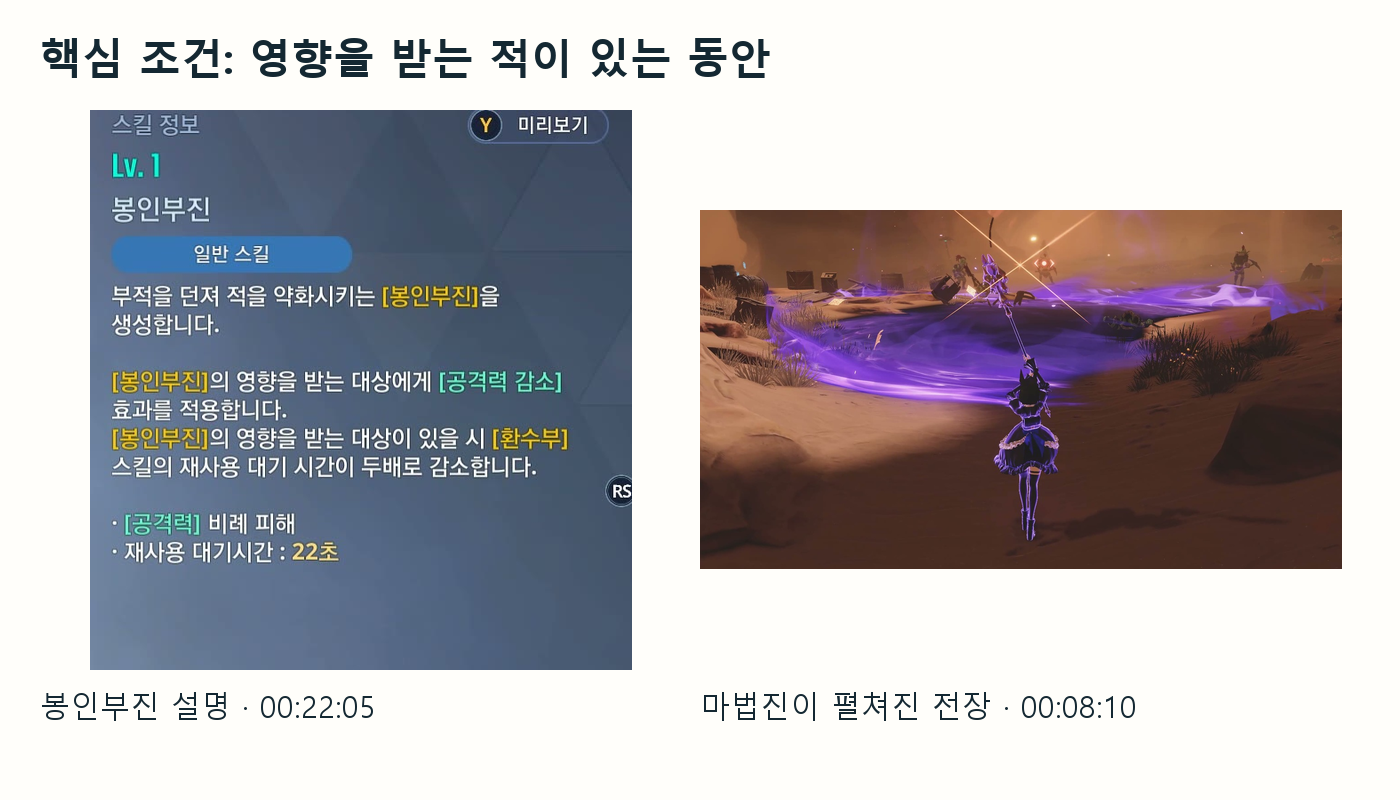 핵심 조건: 영향을 받는 적이 있는 동안
스킬 정보
Y 미리보기
Lv. 1
봉인부진
일반 스킬
부적을 던져 적을 약화시키는 [봉인부진]을
생성합니다.
[봉인부진]의 영향을 받는 대상에게 [공격력 감소]
효과를 적용합니다.
[봉인부진]의 영향을 받는 대상이 있을 시 [환수부]
스킬의 재사용 대기 시간이 두배로 감소합니다.
RS
· [공격력] 비례 피해
· 재사용 대기시간 : 22초
봉인부진 설명 · 00:22:05
마법진이 펼쳐진 전장 · 00:08:10